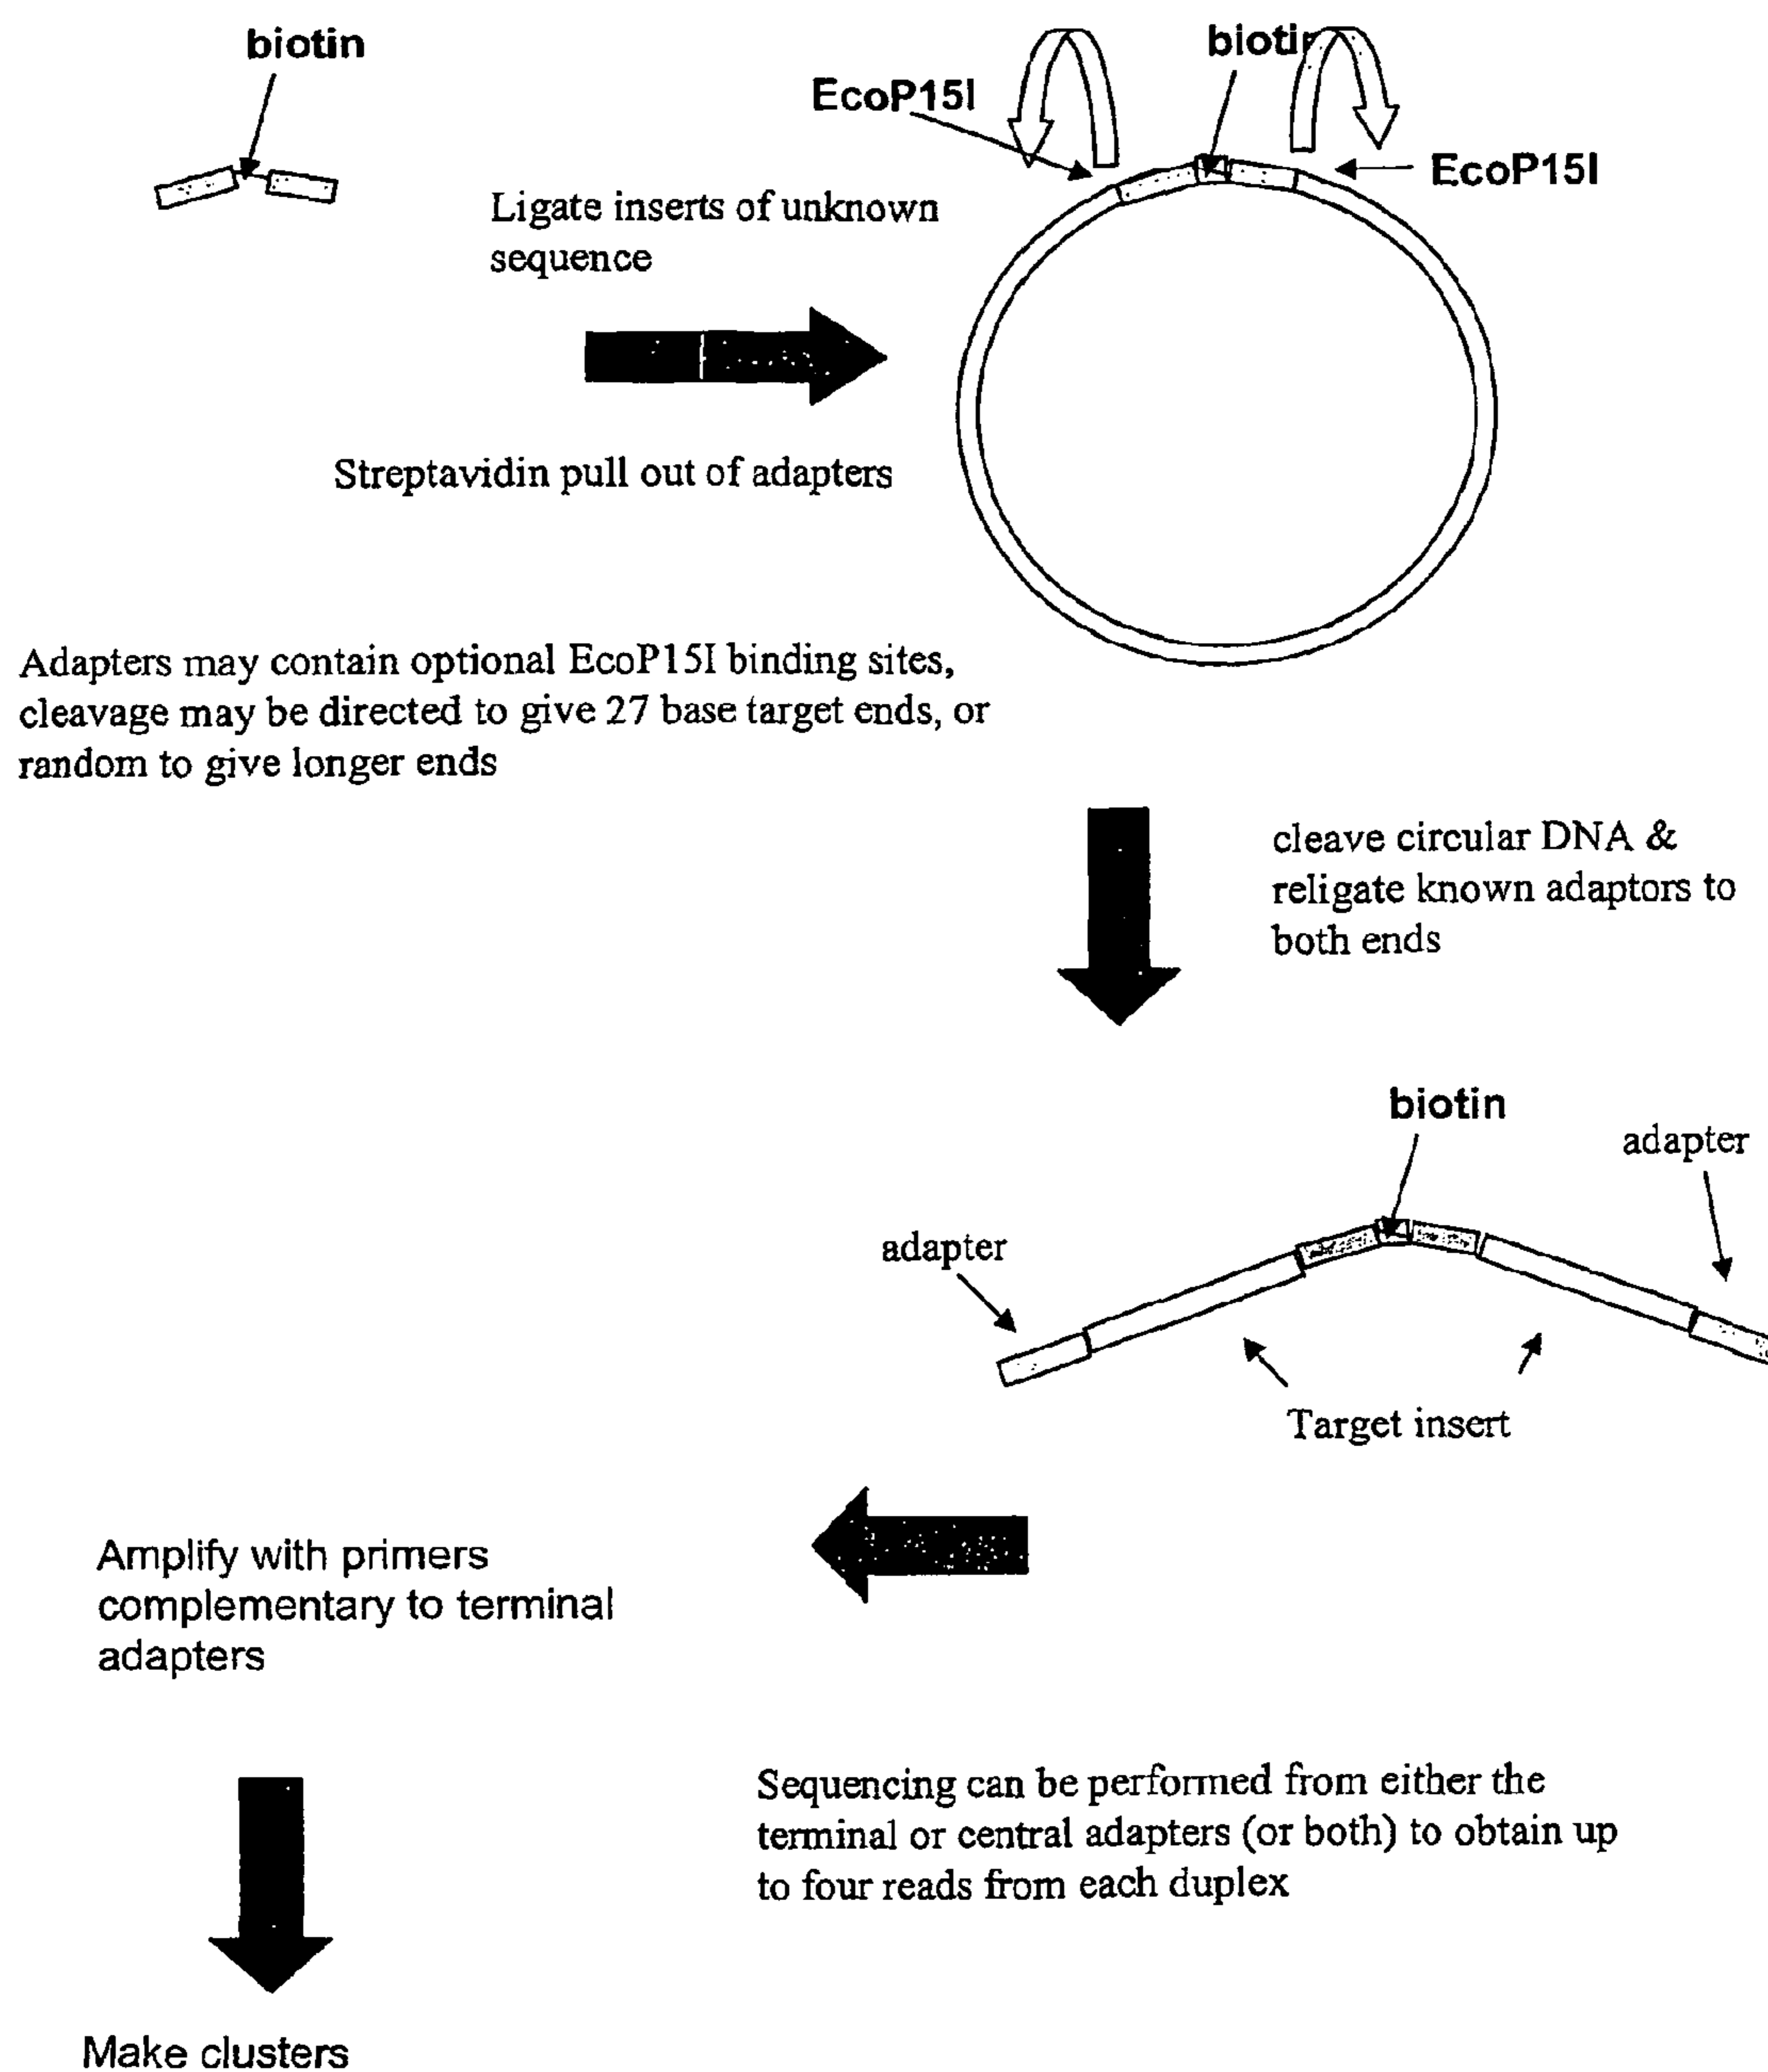 biotin
biotin
EcoP15I
EcoP15I
Ligate inserts of unknown
sequence
Streptavidin pull out of adapters
Adapters may contain optional EcoP15I binding sites,
cleavage may be directed to give 27 base target ends, or
random to give longer ends
cleave circular DNA &
religate known adaptors to
both ends
biotin
adapter
adapter
Target insert
Amplify with primers
complementary to terminal
adapters
Sequencing can be performed from either the
terminal or central adapters (or both) to obtain up
to four reads from each duplex
Make clusters